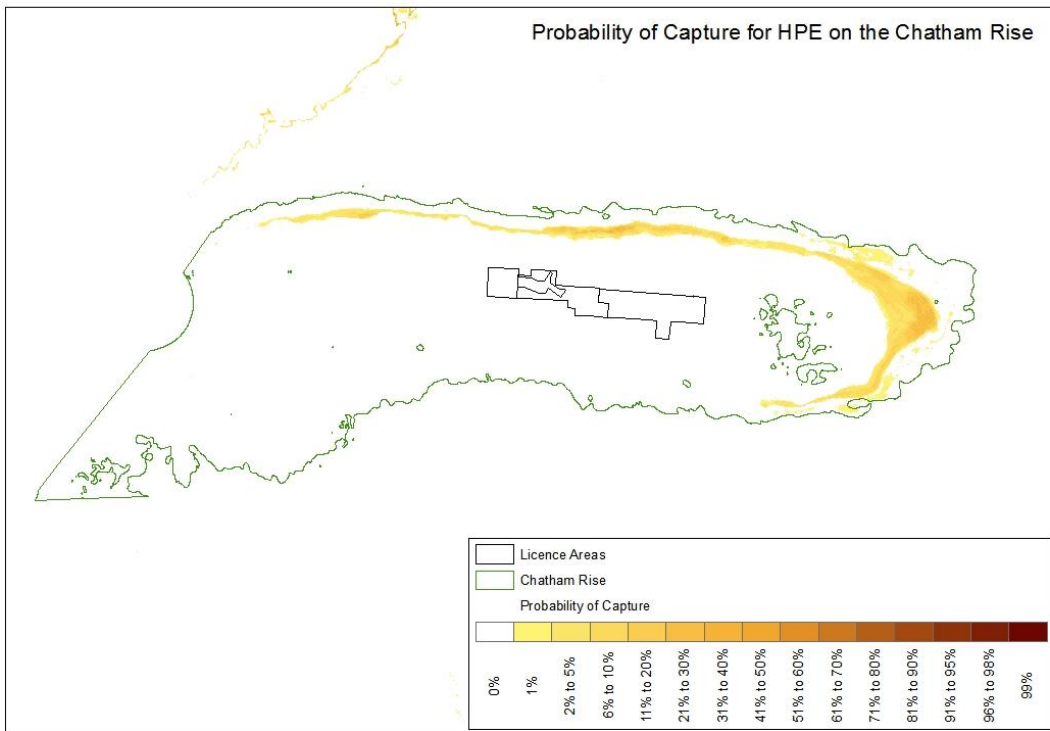 Probability of Capture for HPE on the Chatham Rise
Licence Areas
Chatham Rise
Probability of Capture
0%
1%
2% to 5%
6% to 10%
11% to 20%
21% to 30%
31% to 40%
41% to 50%
51% to 60%
61% to 70%
71% to 80%
81% to 90%
91% to 95%
96% to 98%
99%